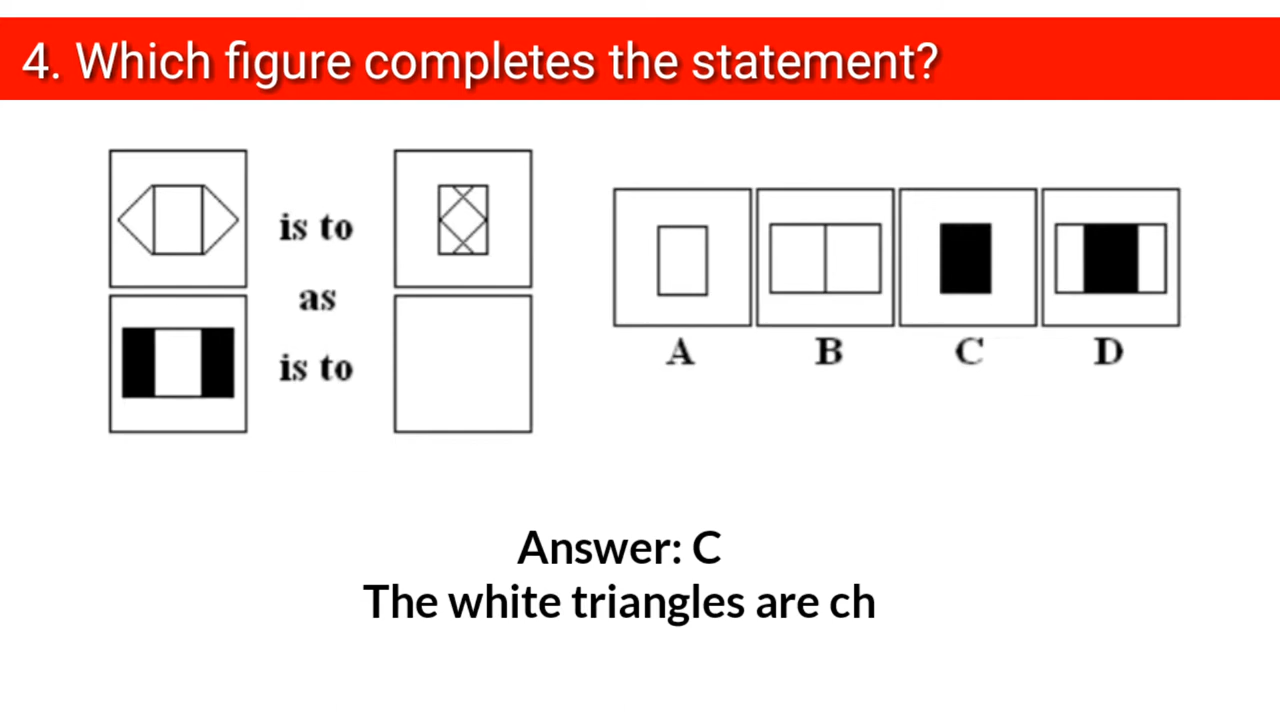 4. Which figure completes the statement?
is to
as
is to
A B C D
Answer: C
The white triangles are ch